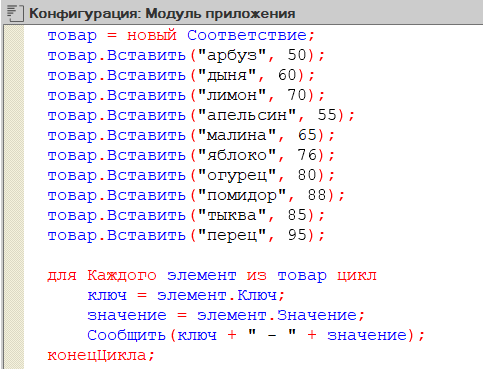 Конфигурация: Модуль приложения
товар = новый Соответствие;
товар.Вставить("арбуз", 50);
товар.Вставить("дыня", 60);
товар.Вставить("лимон", 70);
товар.Вставить("апельсин", 55);
товар.Вставить("малина", 65);
товар.Вставить("яблоко", 76);
товар.Вставить("огурец", 80);
товар.Вставить("помидор", 88);
товар.Вставить("тыква", 85);
товар.Вставить("перец", 95);
для Каждого элемент из товар цикл
ключ = элемент.Ключ;
значение = элемент.Значение;
Сообщить(ключ + " - " + значение);
конецЦикла;